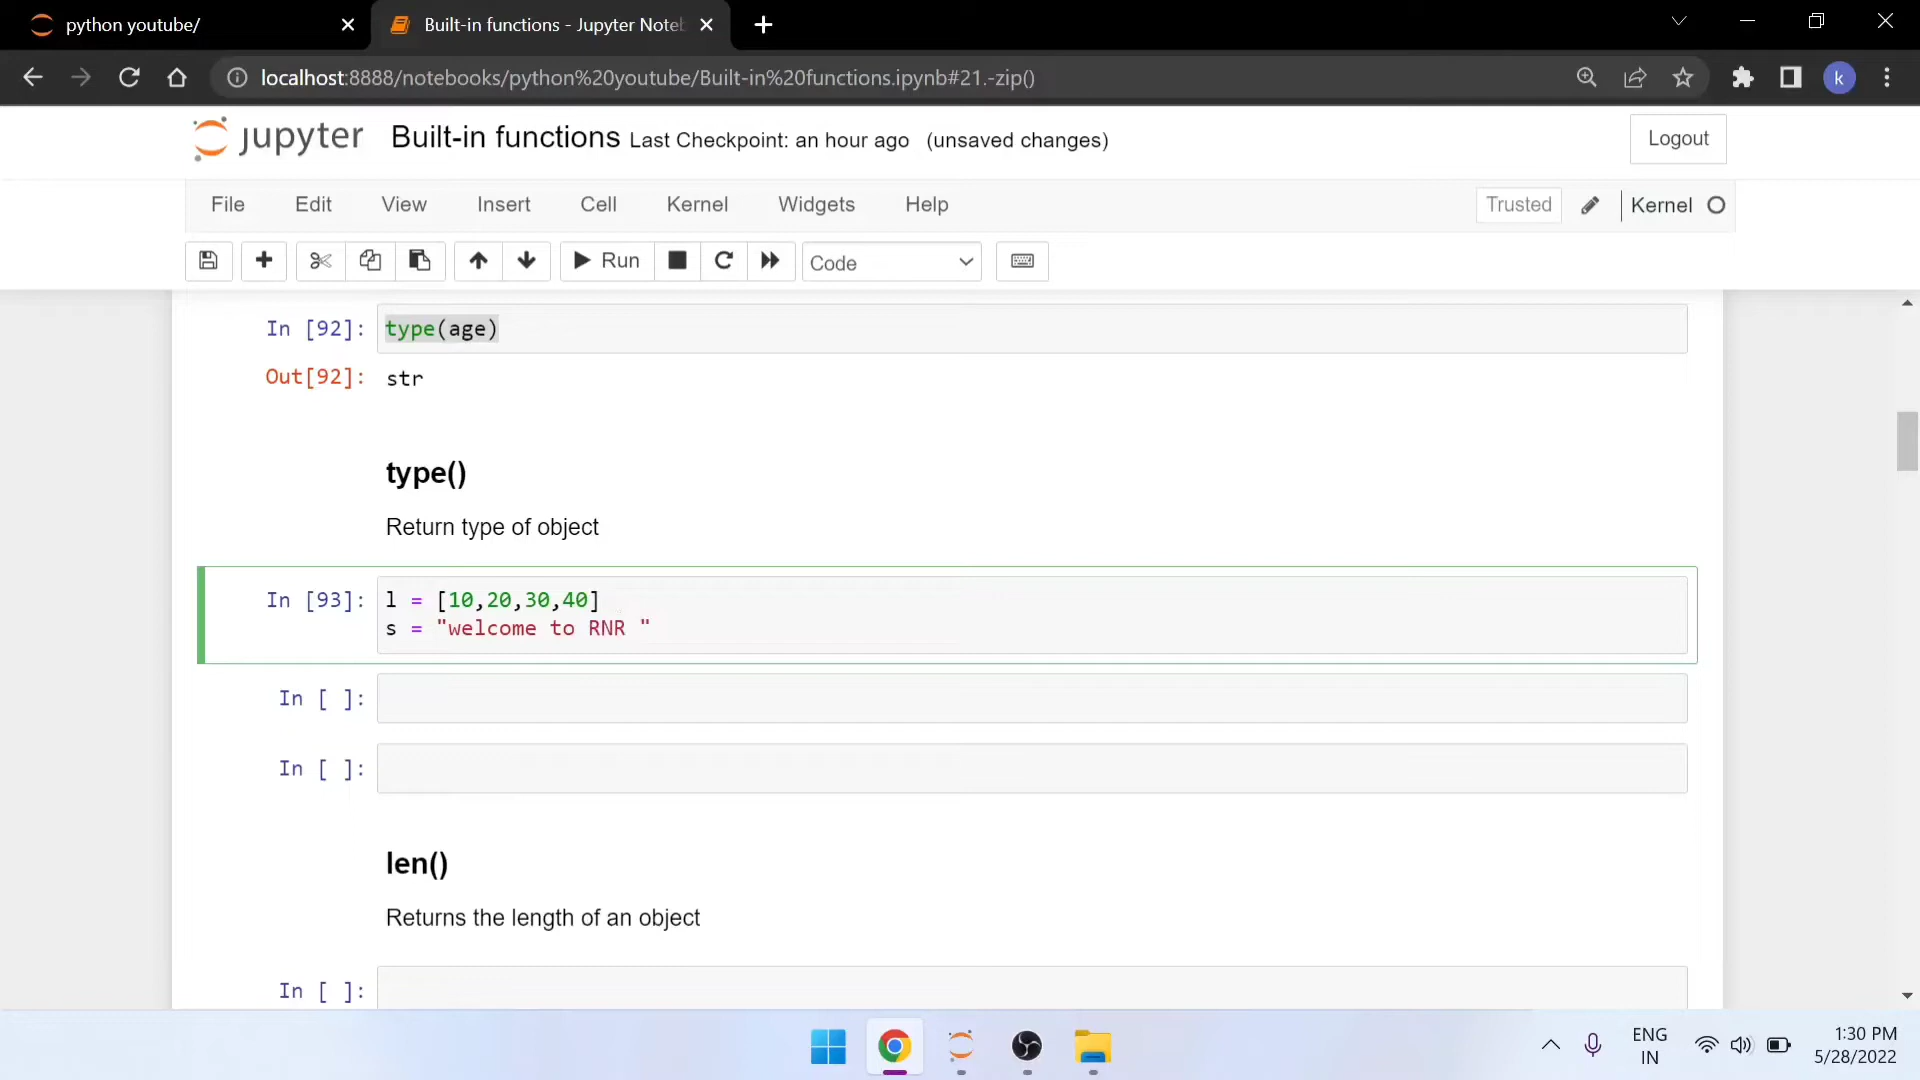 python youtube/
Built-in functions - Jupyter Noteb
localhost:8888/notebooks/python%20youtube/Built-in%20functions.ipynb#21.-zip()
k
jupyter Built-in functions Last Checkpoint: an hour ago (unsaved changes)
Logout
File Edit View Insert Cell Kernel Widgets Help
Trusted Kernel
Run Code
In [92]: type(age)
Out[92]: str
type()
Return type of object
In [93]: l = [10,20,30,40]
s = "welcome to RNR "
In [ ]:
In [ ]:
len()
Returns the length of an object
In [ ]:
ENG
IN
1:30 PM
5/28/2022